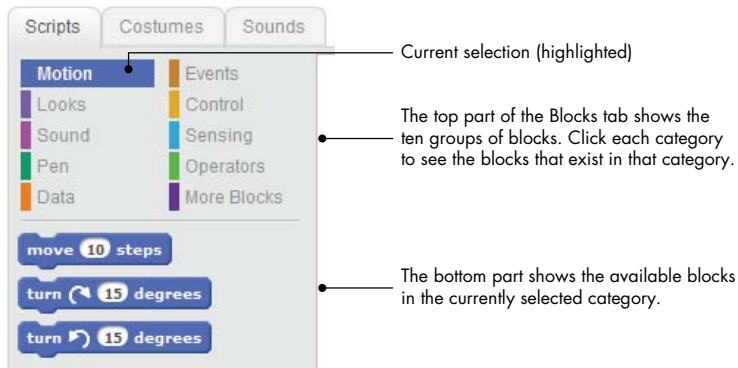 Scripts Costumes Sounds
Motion Events
Looks Control
Sound Sensing
Pen Operators
Data More Blocks
move 10 steps
turn 15 degrees
turn 15 degrees
Current selection (highlighted)
The top part of the Blocks tab shows the
ten groups of blocks. Click each category
to see the blocks that exist in that category.
The bottom part shows the available blocks
in the currently selected category.